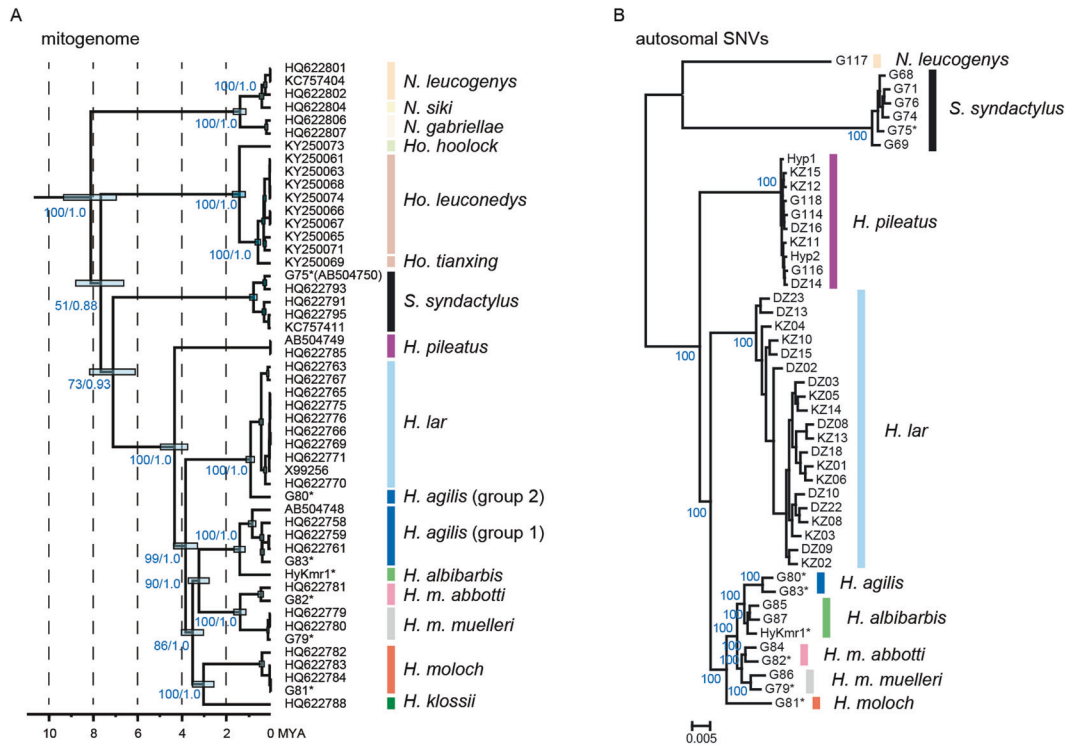 A
mitogenome
HQ622801
KC757404
HQ622802
HQ622804
HQ622806
HQ622807
KY250073
KY250061
KY250063
KY250068
KY250074
KY250066
KY250067
KY250065
KY250071
KY250069
G75*(AB504750)
HQ622793
HQ622791
HQ622795
KC757411
AB504749
HQ622785
HQ622763
HQ622767
HQ622765
HQ622775
HQ622776
HQ622766
HQ622769
HQ622771
X99256
HQ622770
G80*
AB504748
HQ622758
HQ622759
HQ622761
G83*
HyKmr1*
HQ622781
G82*
HQ622779
HQ622780
G79*
HQ622782
HQ622783
HQ622784
G81*
HQ622788
N. leucogenys
N. siki
N. gabriellae
Ho. hoolock
Ho. leuconedys
Ho. tianxing
S. syndactylus
H. pileatus
H. lar
H. agilis (group 2)
H. agilis (group 1)
H. albibarbis
H. m. abbotti
H. m. muelleri
H. moloch
H. klossii
100/1.0
100/1.0
100/1.0
100/1.0
100/1.0
51/0.88
73/0.93
100/1.0
100/1.0
100/1.0
99/1.0
90/1.0
100/1.0
86/1.0
100/1.0
10 8 6 4 2 0 MYA
B
autosomal SNVs
G117
G68
G71
G76
G74
G75*
G69
Hyp1
KZ15
KZ12
G118
G114
DZ16
KZ11
Hyp2
G116
DZ14
DZ23
DZ13
KZ04
KZ10
DZ15
DZ02
DZ03
KZ05
KZ14
DZ08
KZ13
DZ18
KZ01
KZ06
DZ10
DZ22
KZ08
KZ03
DZ09
KZ02
G80*
G83*
G85
G87
HyKmr1*
G84
G82*
G86
G79*
G81*
N. leucogenys
S. syndactylus
H. pileatus
H. lar
H. agilis
H. albibarbis
H. m. abbotti
H. m. muelleri
H. moloch
100
100
100
100
100
100
100
100
100
100
100
0.005